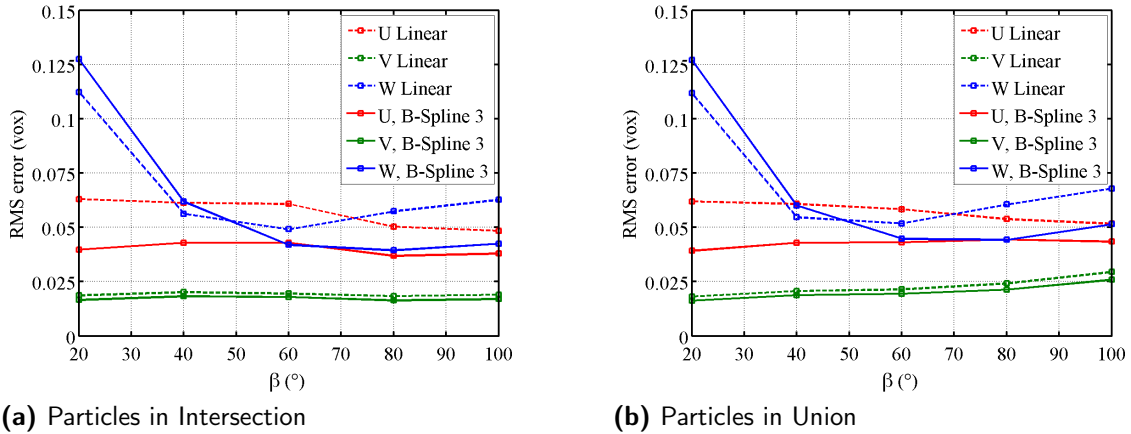 0.15
0.125
0.1
0.075
0.05
0.025
0
RMS error (vox)
20 30 40 50 60 70 80 90 100
β (°)
U Linear
V Linear
W Linear
U, B-Spline 3
V, B-Spline 3
W, B-Spline 3
(a) Particles in Intersection
0.15
0.125
0.1
0.075
0.05
0.025
0
RMS error (vox)
20 30 40 50 60 70 80 90 100
β (°)
U Linear
V Linear
W Linear
U, B-Spline 3
V, B-Spline 3
W, B-Spline 3
(b) Particles in Union